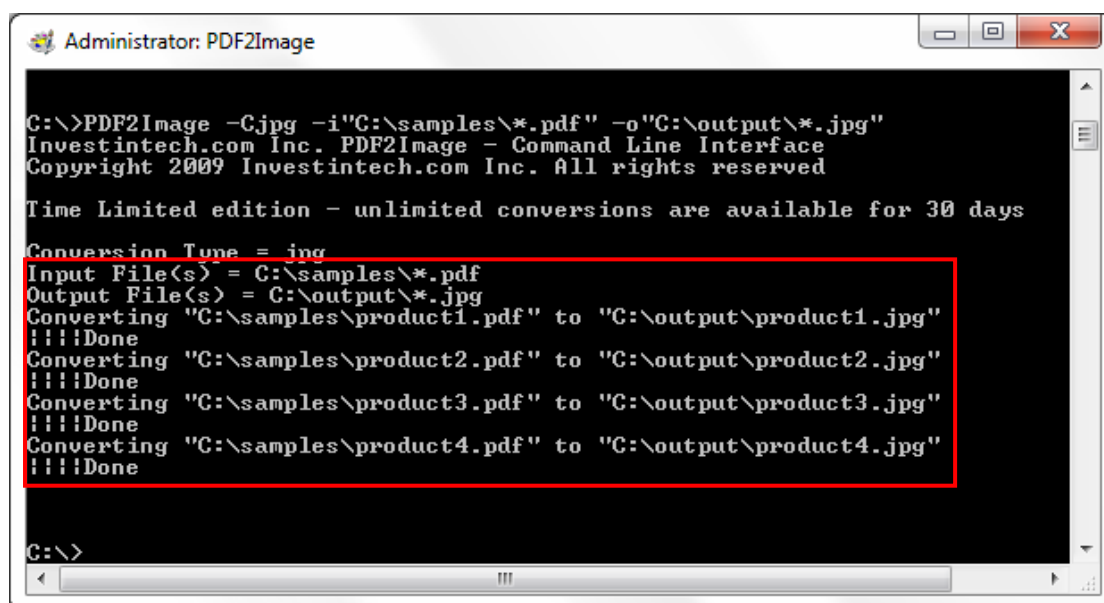 Administrator: PDF2Image
C:\>PDF2Image -Cjpg -i"C:\samples\*.pdf" -o"C:\output\*.jpg"
Investintech.com Inc. PDF2Image - Command Line Interface
Copyright 2009 Investintech.com Inc. All rights reserved
Time Limited edition - unlimited conversions are available for 30 days
Conversion Type = jpg
Input File(s) = C:\samples\*.pdf
Output File(s) = C:\output\*.jpg
Converting "C:\samples\product1.pdf" to "C:\output\product1.jpg"
¦¦¦¦Done
Converting "C:\samples\product2.pdf" to "C:\output\product2.jpg"
¦¦¦¦Done
Converting "C:\samples\product3.pdf" to "C:\output\product3.jpg"
¦¦¦¦Done
Converting "C:\samples\product4.pdf" to "C:\output\product4.jpg"
¦¦¦¦Done
C:\>